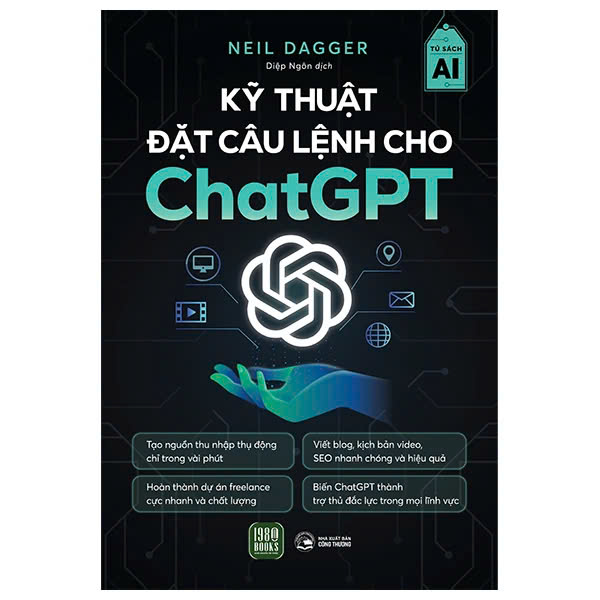 NEIL DAGGER
Diệp Ngôn dịch
TỦ SÁCH
AI
KỸ THUẬT
ĐẶT CÂU LỆNH CHO
ChatGPT
Tạo nguồn thu nhập thụ động
chỉ trong vài phút
Viết blog, kịch bản video,
SEO nhanh chóng và hiệu quả
Hoàn thành dự án freelance
cực nhanh và chất lượng
Biến ChatGPT thành
trợ thủ đắc lực trong mọi lĩnh vực
1980
BOOKS
NHÀ XUẤT BẢN
CÔNG THƯƠNG